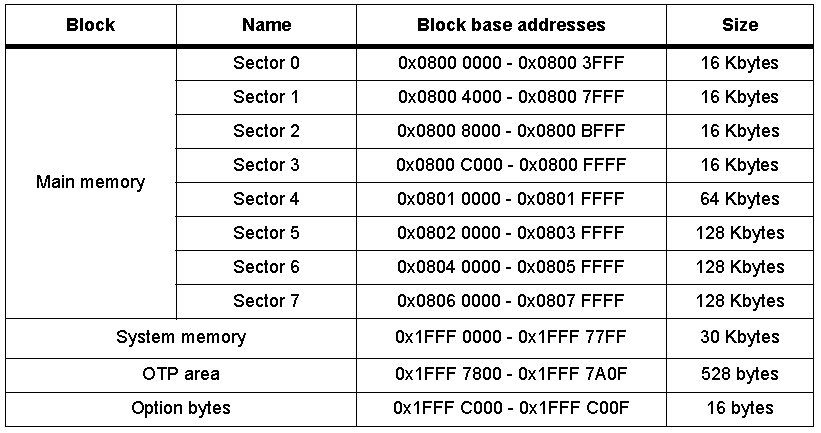 Block Name Block base addresses Size
Sector 0 0x0800 0000 - 0x0800 3FFF 16 Kbytes
Sector 1 0x0800 4000 - 0x0800 7FFF 16 Kbytes
Sector 2 0x0800 8000 - 0x0800 BFFF 16 Kbytes
Sector 3 0x0800 C000 - 0x0800 FFFF 16 Kbytes
Main memory
Sector 4 0x0801 0000 - 0x0801 FFFF 64 Kbytes
Sector 5 0x0802 0000 - 0x0803 FFFF 128 Kbytes
Sector 6 0x0804 0000 - 0x0805 FFFF 128 Kbytes
Sector 7 0x0806 0000 - 0x0807 FFFF 128 Kbytes
System memory 0x1FFF 0000 - 0x1FFF 77FF 30 Kbytes
OTP area 0x1FFF 7800 - 0x1FFF 7A0F 528 bytes
Option bytes 0x1FFF C000 - 0x1FFF C00F 16 bytes